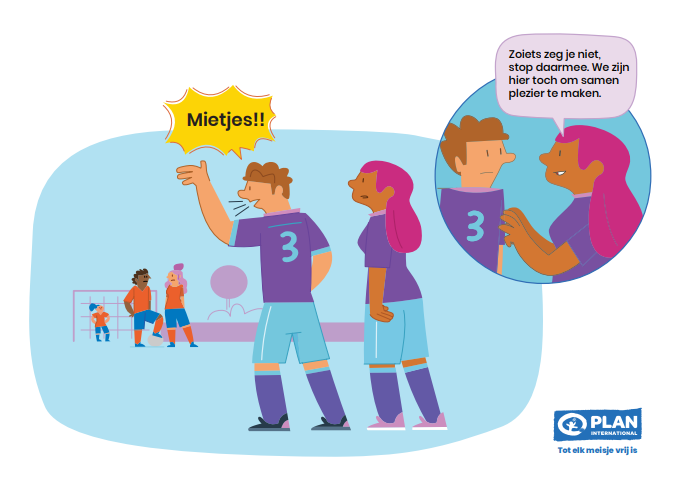 Zoiets zeg je niet,
stop daarmee. We zijn
hier toch om samen
plezier te maken.
Mietjes!!
3
3
PLAN
INTERNATIONAL
Tot elk meisje vrij is